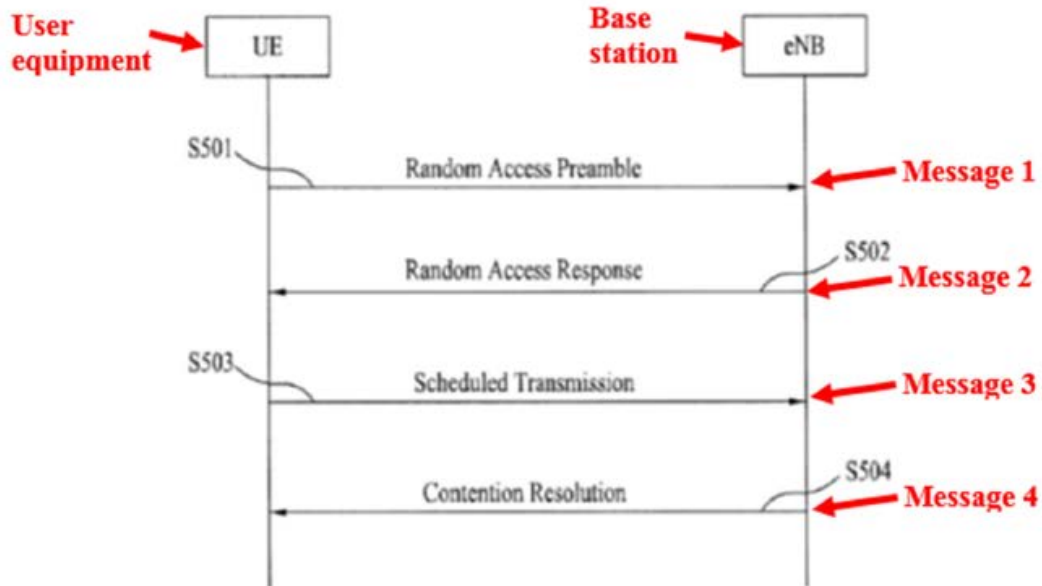 User
equipment
UE
Base
station
eNB
S501
Random Access Preamble
Message 1
S502
Random Access Response
Message 2
S503
Scheduled Transmission
Message 3
S504
Contention Resolution
Message 4